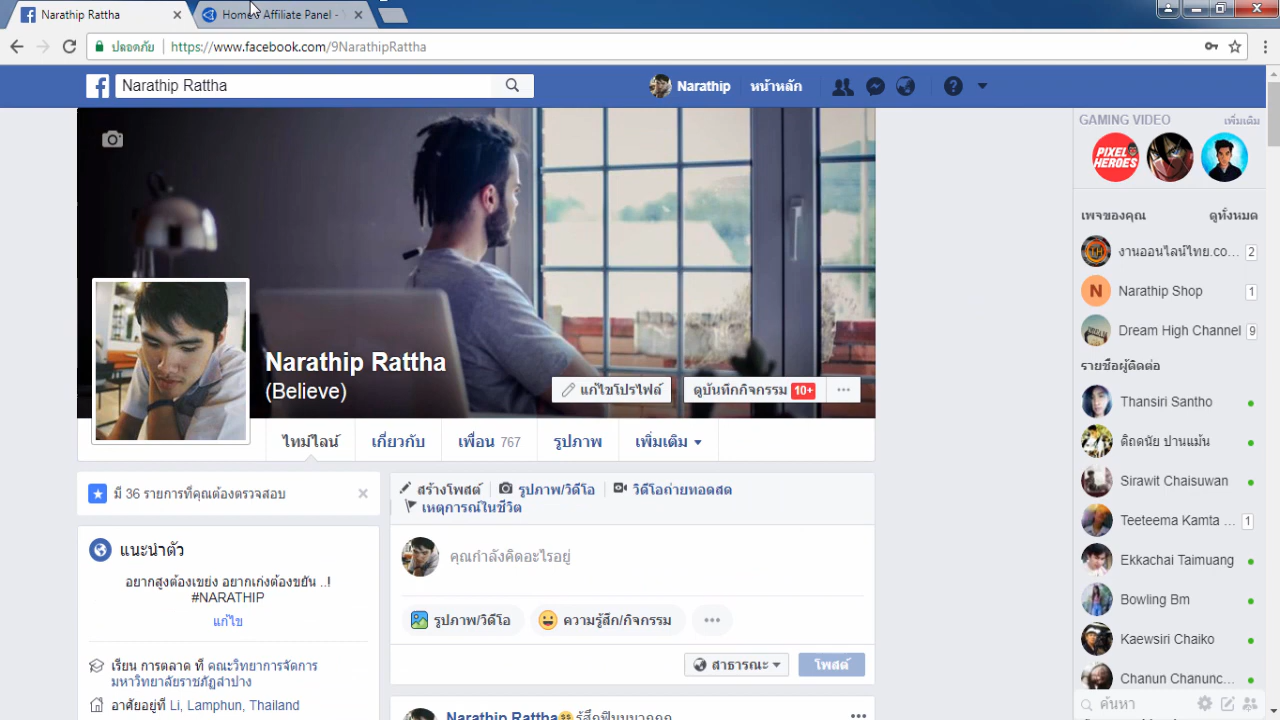 Narathip Rattha
Home - Affiliate Panel -
ปลอดภัย
https://www.facebook.com/9NarathipRattha
Narathip Rattha
Narathip
หน้าหลัก
Narathip Rattha
(Believe)
แก้ไขโปรไฟล์
ดูบันทึกกิจกรรม 10+
ไทม์ไลน์
เกี่ยวกับ
เพื่อน 767
รูปภาพ
เพิ่มเติม
มี 36 รายการที่คุณต้องตรวจสอบ
แนะนำตัว
อยากสูงต้องเขย่ง อยากเก่งต้องขยัน ..!
#NARATHIP
แก้ไข
เรียน การตลาด ที่ คณะวิทยาการจัดการ
มหาวิทยาลัยราชภัฏลำปาง
อาศัยอยู่ที่ Li, Lamphun, Thailand
สร้างโพสต์
รูปภาพ/วิดีโอ
วิดีโอถ่ายทอดสด
เหตุการณ์ในชีวิต
คุณกำลังคิดอะไรอยู่
รูปภาพ/วิดีโอ
ความรู้สึก/กิจกรรม
สาธารณะ
โพสต์
Narathip Rattha
GAMING VIDEO
เพิ่มเติม
PIXEL
HEROES
เพจของคุณ
ดูทั้งหมด
งานออนไลน์ไทย.co... 2
N
Narathip Shop 1
Dream High Channel 9
รายชื่อผู้ติดต่อ
Thansiri Santho
ดิถดนัย ปานแม้น
Sirawit Chaisuwan
Teeteema Kamta ... 1
Ekkachai Taimuang
Bowling Bm
Kaewsiri Chaiko
Chanun Chanunc...
ค้นหา